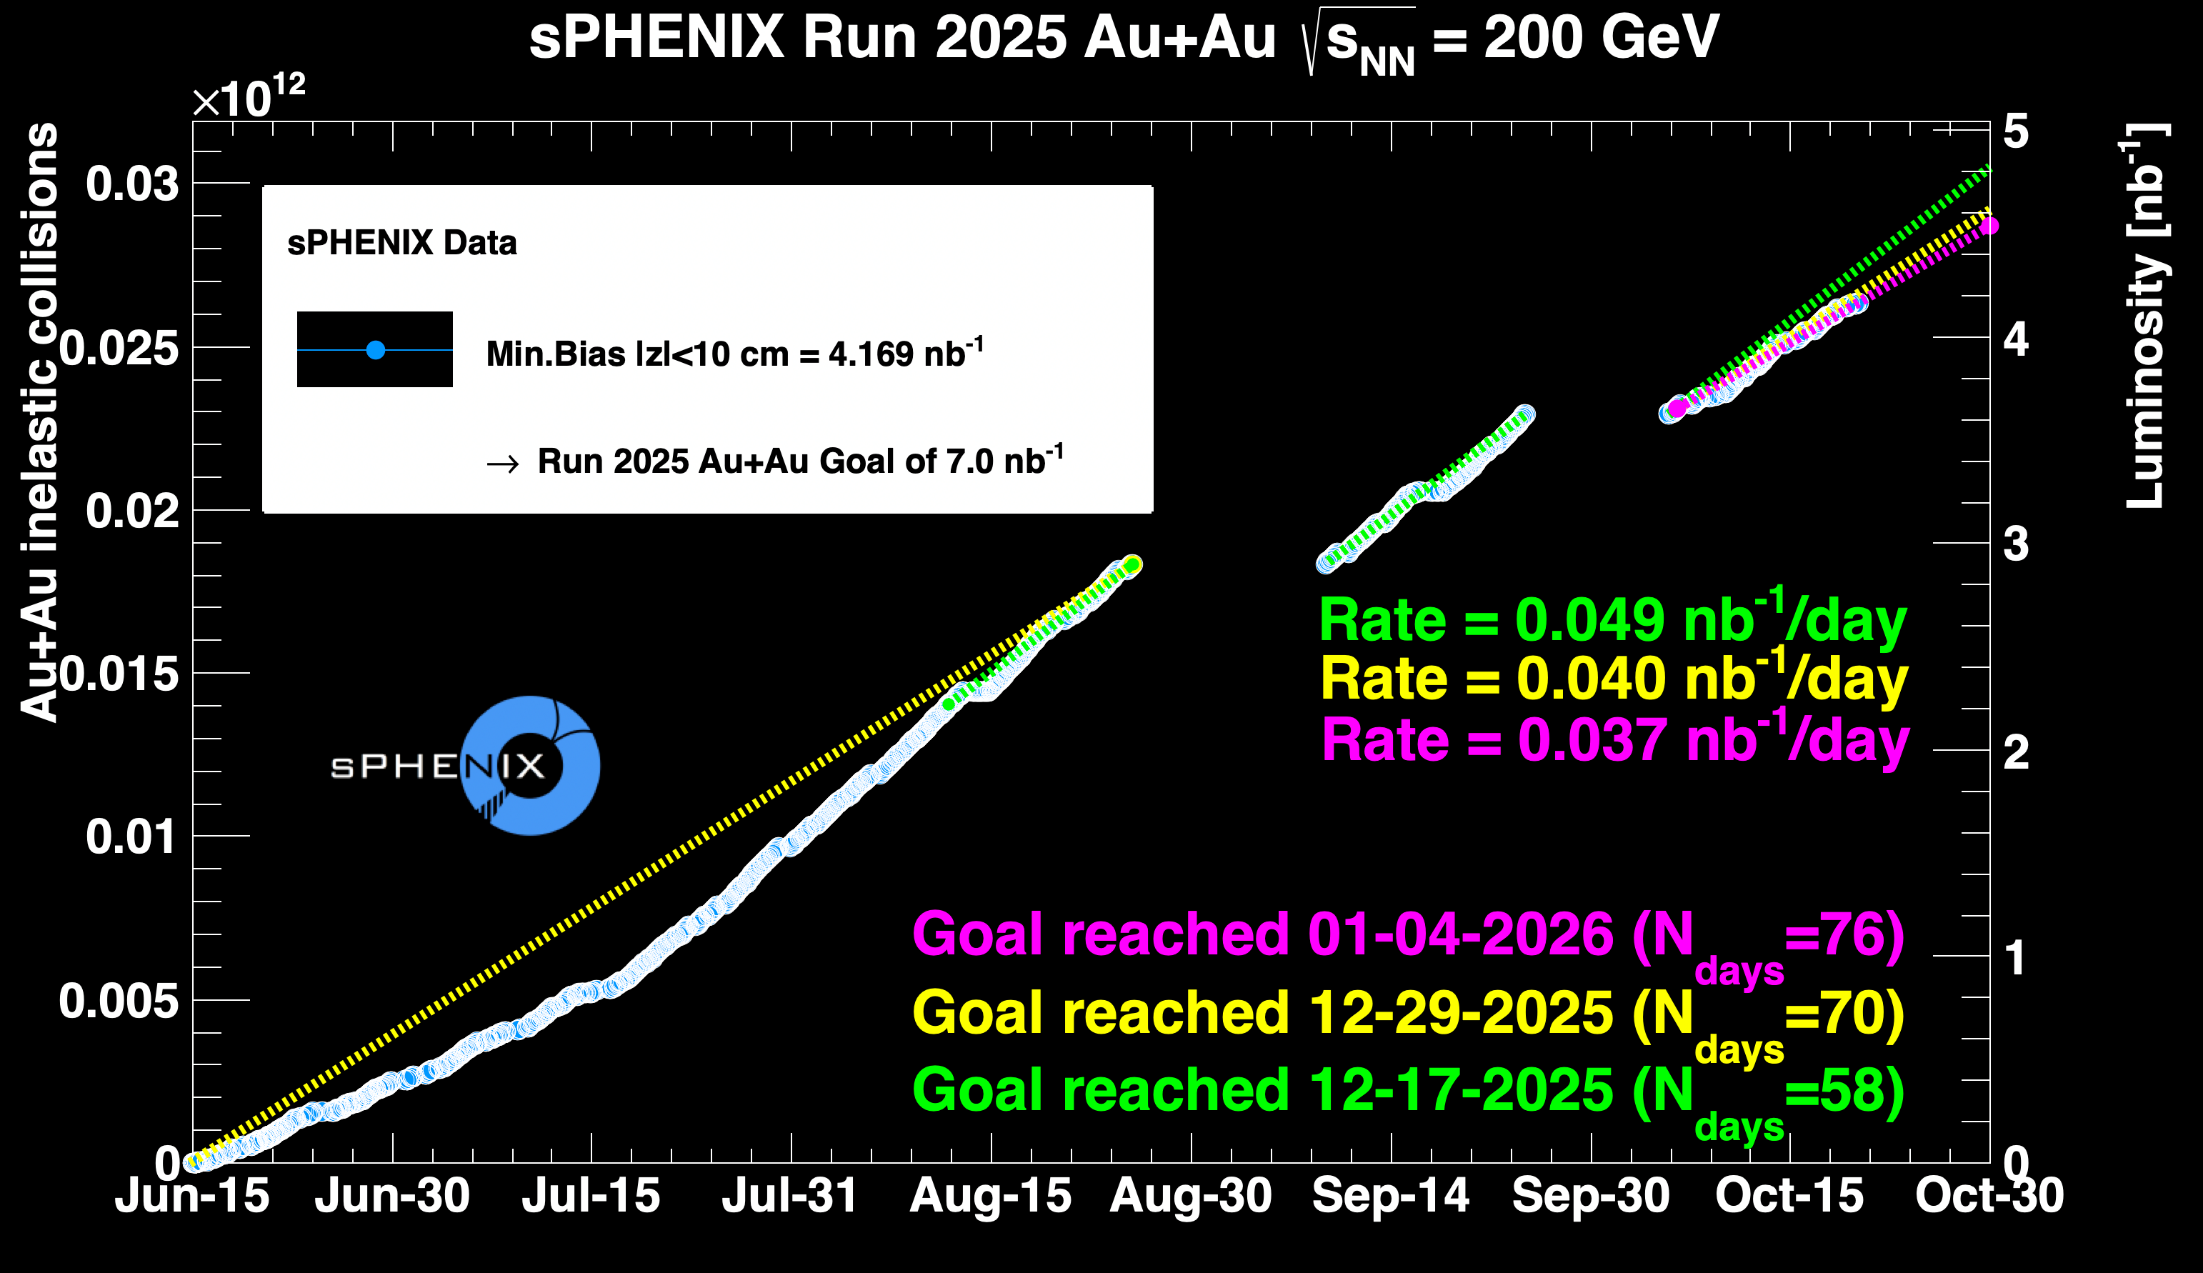 sPHENIX Run 2025 Au+Au √sNN = 200 GeV
×10^12
Au+Au inelastic collisions
0.03
0.025
0.02
0.015
0.01
0.005
0
sPHENIX Data
Min.Bias |z|<10 cm = 4.169 nb^-1
→ Run 2025 Au+Au Goal of 7.0 nb^-1
sPHENIX
Rate = 0.049 nb^-1/day
Rate = 0.040 nb^-1/day
Rate = 0.037 nb^-1/day
Goal reached 01-04-2026 (Ndays=76)
Goal reached 12-29-2025 (Ndays=70)
Goal reached 12-17-2025 (Ndays=58)
5
4
3
2
1
0
Luminosity [nb^-1]
Jun-15 Jun-30 Jul-15 Jul-31 Aug-15 Aug-30 Sep-14 Sep-30 Oct-15 Oct-30